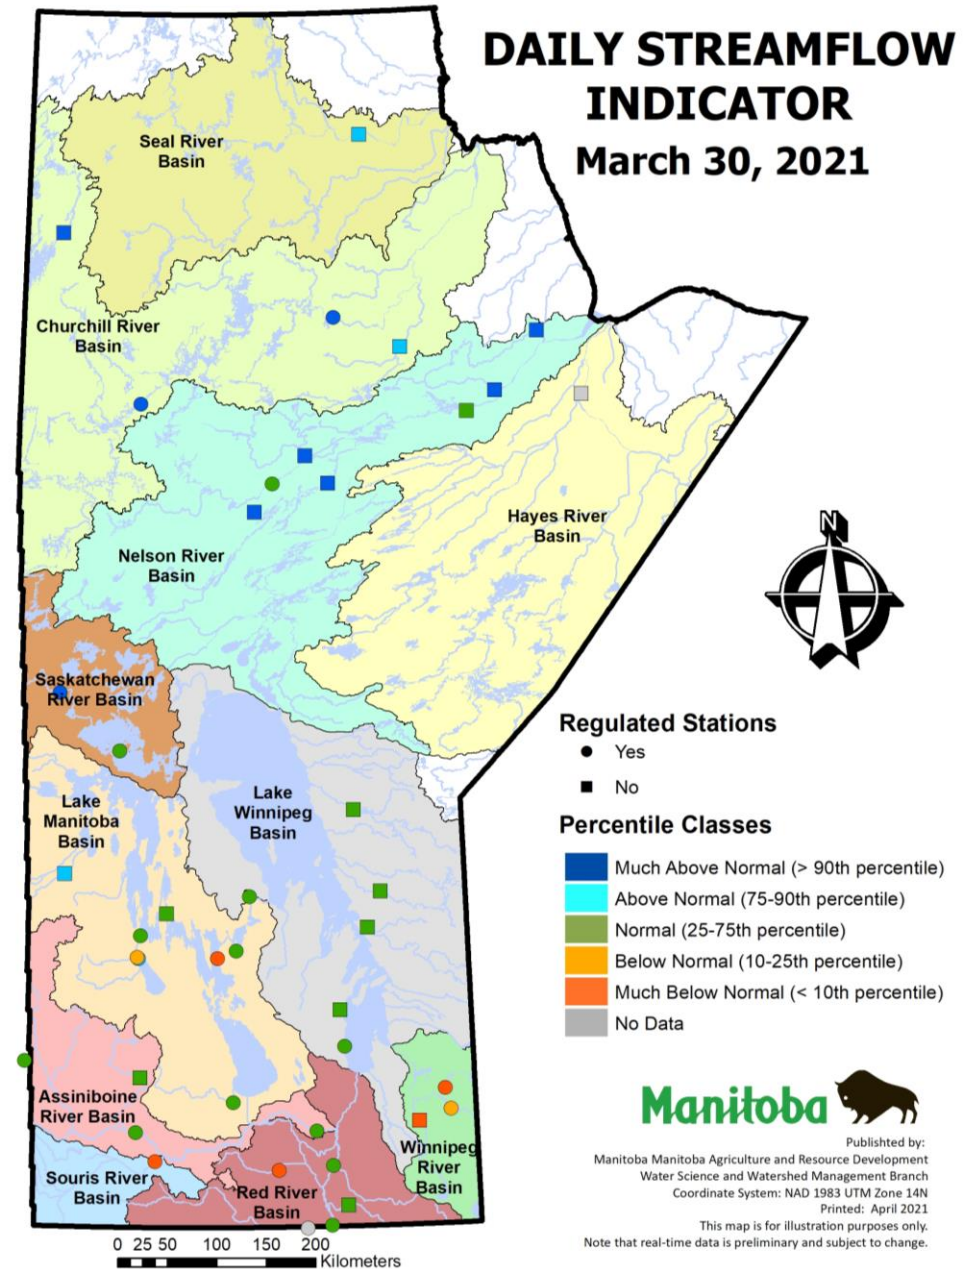 DAILY STREAMFLOW
INDICATOR
March 30, 2021
Seal River
Basin
Churchill River
Basin
Hayes River
Basin
Nelson River
Basin
N
Saskatchewan
River Basin
Lake
Manitoba
Basin
Lake
Winnipeg
Basin
Regulated Stations
Yes
No
Percentile Classes
Much Above Normal (> 90th percentile)
Above Normal (75-90th percentile)
Normal (25-75th percentile)
Below Normal (10-25th percentile)
Much Below Normal (< 10th percentile)
No Data
Assiniboine
River Basin
Souris River
Basin
Red River
Basin
Winnipeg
River
Basin
0 25 50 100 150 200
Kilometers
Manitoba
Publishted by:
Manitoba Manitoba Agriculture and Resource Development
Water Science and Watershed Management Branch
Coordinate System: NAD 1983 UTM Zone 14N
Printed: April 2021
This map is for illustration purposes only.
Note that real-time data is preliminary and subject to change.